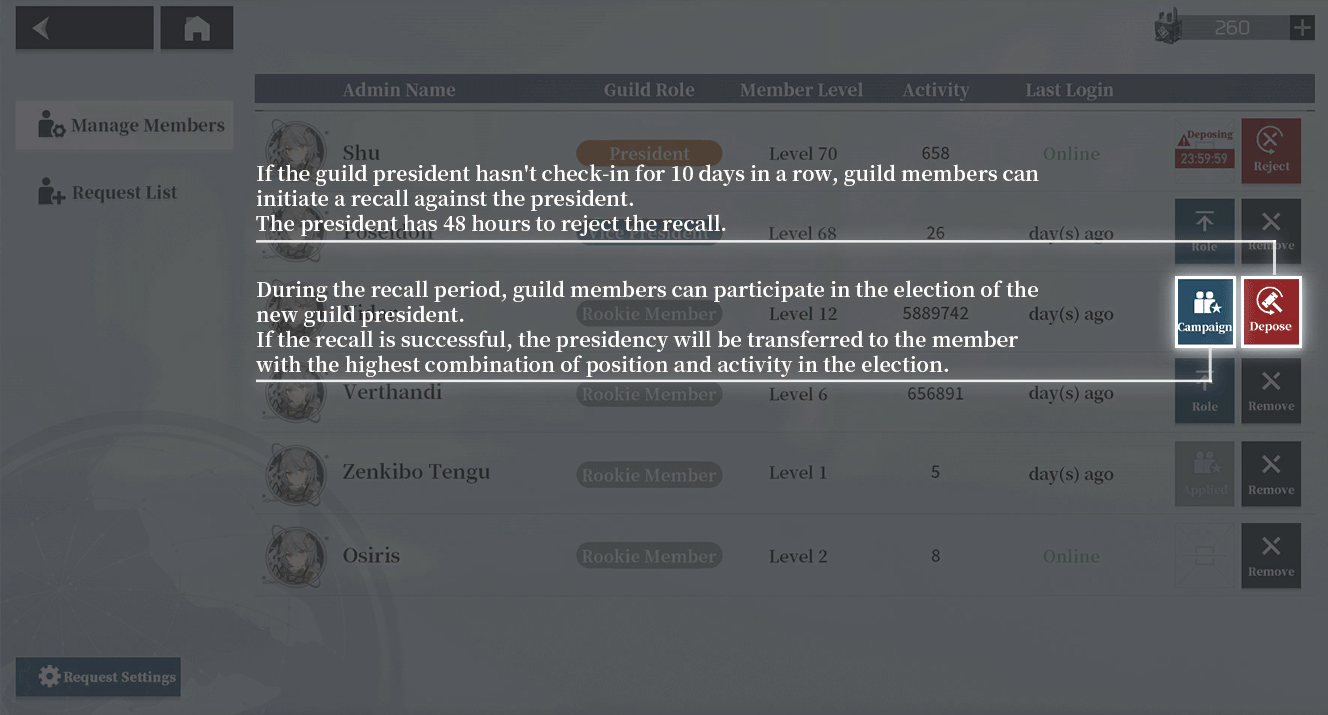 260
Admin Name Guild Role Member Level Activity Last Login
Manage Members
Request List
Shu President Level 70 658 Online
Deposing
23:59:59
Reject
If the guild president hasn't check-in for 10 days in a row, guild members can
initiate a recall against the president.
The president has 48 hours to reject the recall.
Poseidon Vice President Level 68 26 day(s) ago
Role Remove
During the recall period, guild members can participate in the election of the
new guild president.
If the recall is successful, the presidency will be transferred to the member
with the highest combination of position and activity in the election.
Rookie Member Level 12 5889742 day(s) ago
Campaign Depose
Verthandi Rookie Member Level 6 656891 day(s) ago
Role Remove
Zenkibo Tengu Rookie Member Level 1 5 day(s) ago
Applied Remove
Osiris Rookie Member Level 2 8 Online
Remove
Request Settings